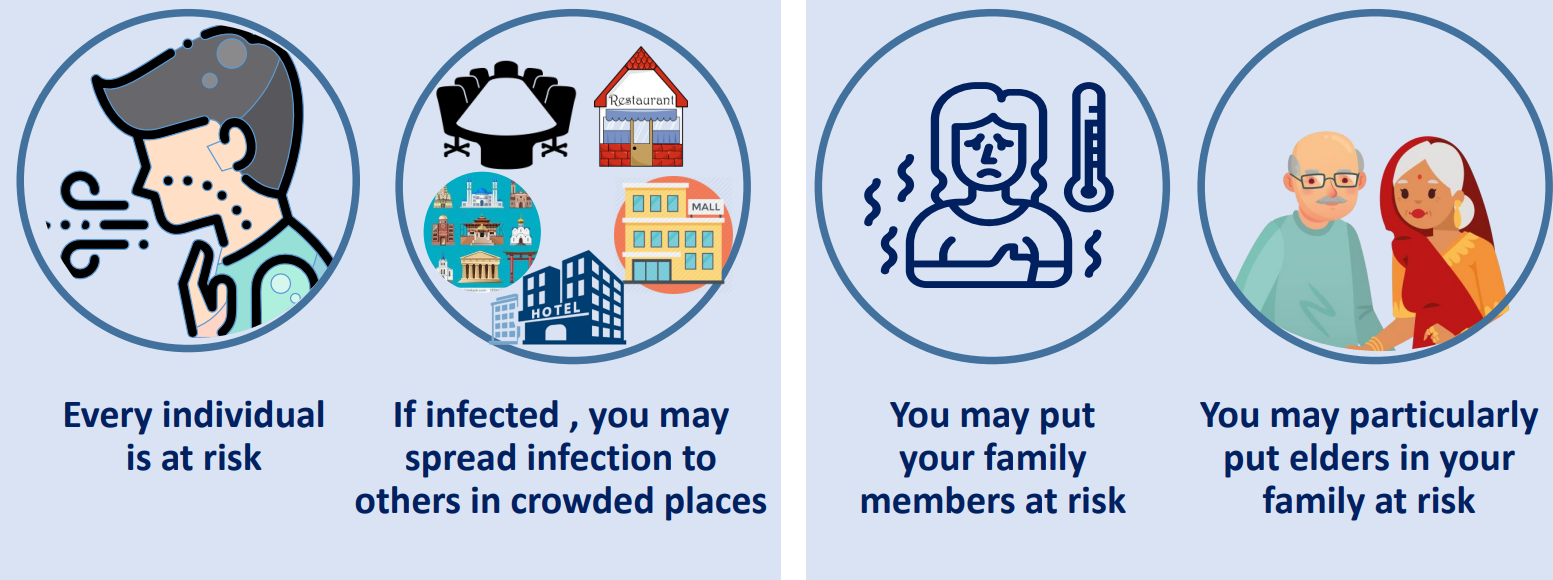 Restaurant
MALL
HOTEL
Every individual
is at risk
If infected , you may
spread infection to
others in crowded places
You may put
your family
members at risk
You may particularly
put elders in your
family at risk